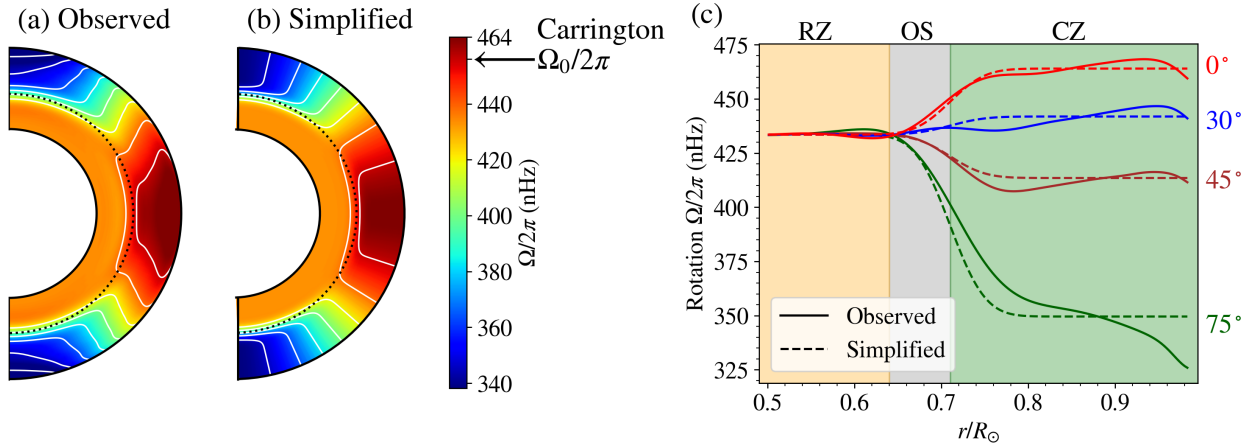 (a) Observed
(b) Simplified
464
460
440
420
400
380
360
340
Ω/2π (nHz)
Carrington
Ω₀/2π
(c)
RZ
OS
CZ
475
450
425
400
375
350
325
Rotation Ω/2π (nHz)
0.5
0.6
0.7
0.8
0.9
r/R☉
Observed
Simplified
0°
30°
45°
75°